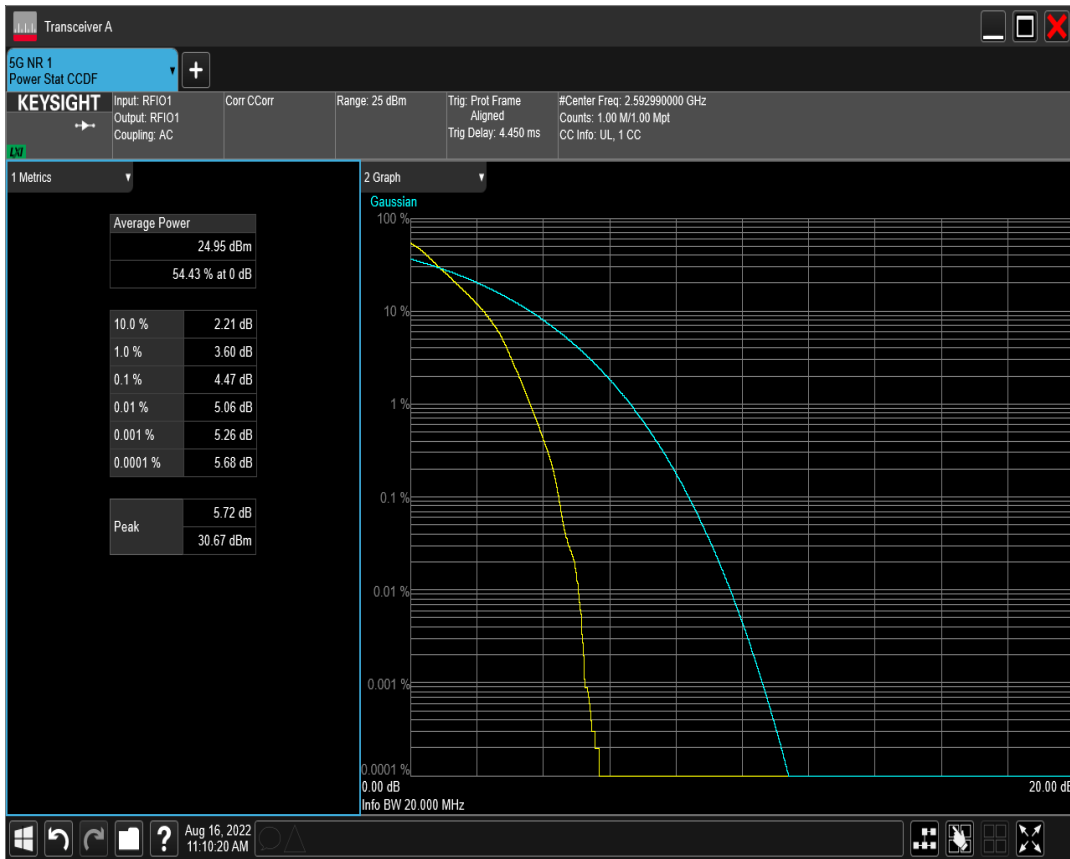 Transceiver A
5G NR 1
Power Stat CCDF
+
KEYSIGHT
LXI
Input: RFIO1
Output: RFIO1
Coupling: AC
Corr CCorr
Range: 25 dBm
Trig: Prot Frame
Aligned
Trig Delay: 4.450 ms
#Center Freq: 2.592990000 GHz
Counts: 1.00 M/1.00 Mpt
CC Info: UL, 1 CC
1 Metrics
Average Power
24.95 dBm
54.43 % at 0 dB
10.0 % 2.21 dB
1.0 % 3.60 dB
0.1 % 4.47 dB
0.01 % 5.06 dB
0.001 % 5.26 dB
0.0001 % 5.68 dB
Peak 5.72 dB
30.67 dBm
2 Graph
Gaussian
100 %
10 %
1 %
0.1 %
0.01 %
0.001 %
0.0001 %
0.00 dB 20.00 dB
Info BW 20.000 MHz
?
Aug 16, 2022
11:10:20 AM